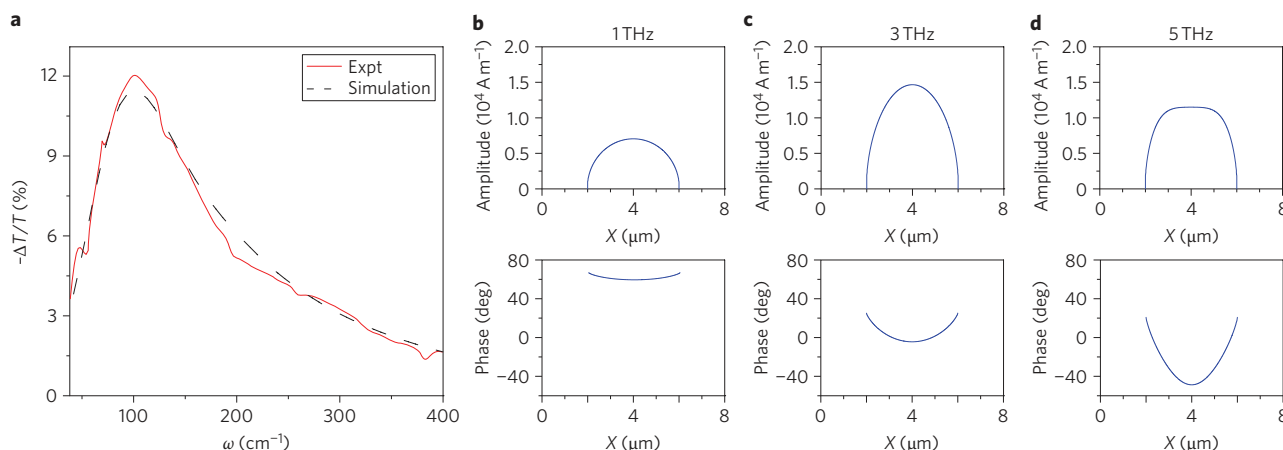 a
−ΔT/T (%)
12
9
6
3
0
Expt
Simulation
100
200
300
400
ω (cm⁻¹)
b
1 THz
Amplitude (10⁴ A m⁻¹)
2.0
1.5
1.0
0.5
0
0
4
8
X (μm)
Phase (deg)
80
40
0
−40
0
4
8
X (μm)
c
3 THz
Amplitude (10⁴ A m⁻¹)
2.0
1.5
1.0
0.5
0
0
4
8
X (μm)
Phase (deg)
80
40
0
−40
0
4
8
X (μm)
d
5 THz
Amplitude (10⁴ A m⁻¹)
2.0
1.5
1.0
0.5
0
0
4
8
X (μm)
Phase (deg)
80
40
0
−40
0
4
8
X (μm)